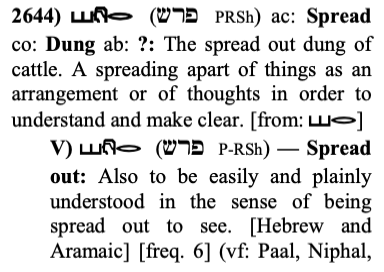 2644) (פרש PRSh) ac: Spread
co: Dung ab: ?: The spread out dung of
cattle. A spreading apart of things as an
arrangement or of thoughts in order to
understand and make clear. [from: ]
V) (פרש P-RSh) — Spread
out: Also to be easily and plainly
understood in the sense of being
spread out to see. [Hebrew and
Aramaic] [freq. 6] (vf: Paal, Niphal,